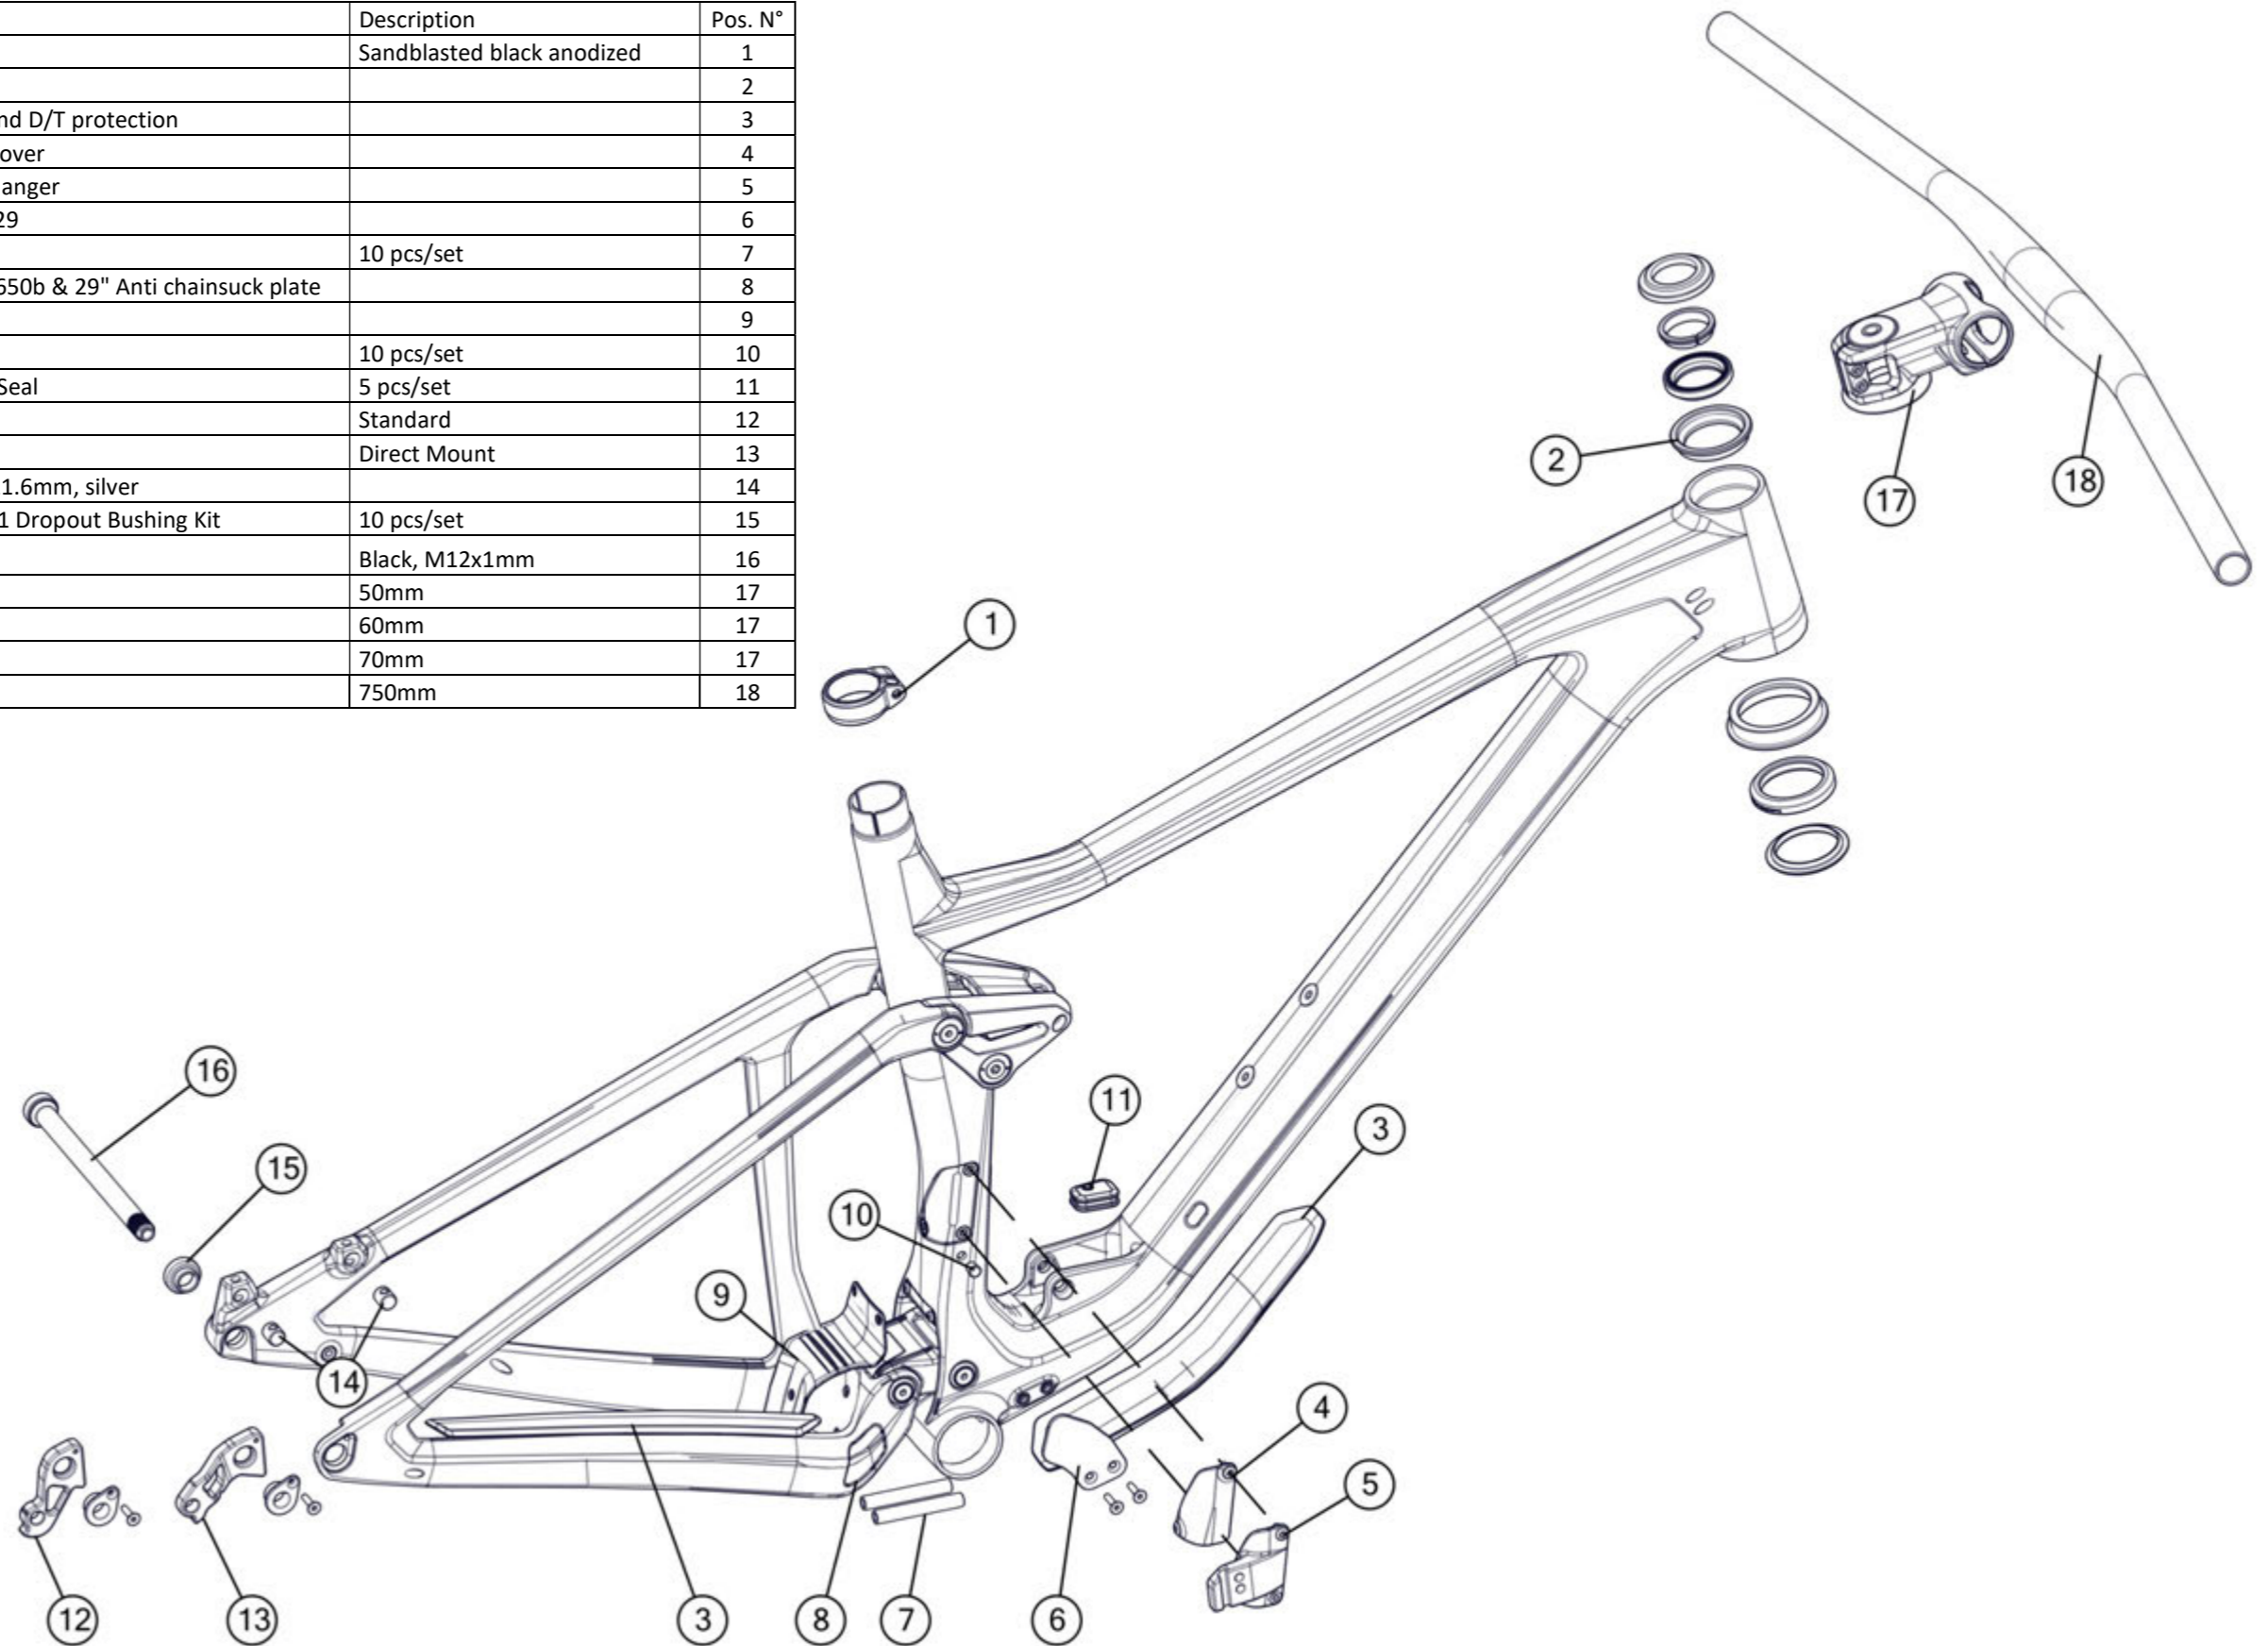 Description Pos. N°
Sandblasted black anodized 1
2
nd D/T protection 3
over 4
anger 5
29 6
10 pcs/set 7
650b & 29" Anti chainsuck plate 8
9
10 pcs/set 10
Seal 5 pcs/set 11
Standard 12
Direct Mount 13
1.6mm, silver 14
1 Dropout Bushing Kit 10 pcs/set 15
Black, M12x1mm 16
50mm 17
60mm 17
70mm 17
750mm 18
2
17
18
1
16
11
3
15
10
9
14
4
5
12
13
3
8
7
6